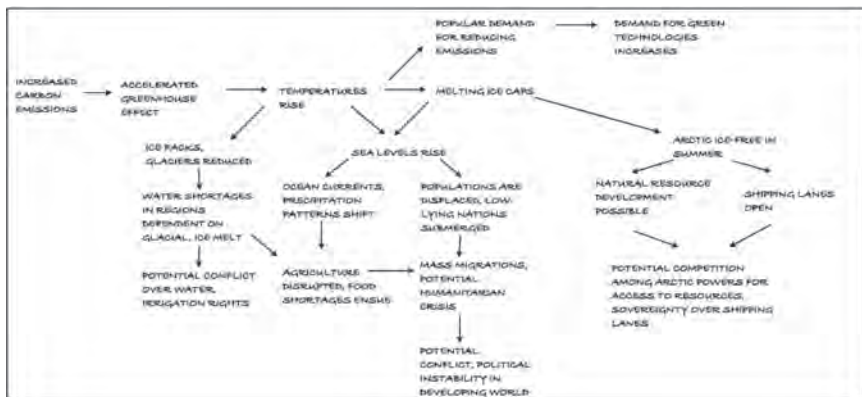 POPULAR DEMAND
FOR REDUCING
EMISSIONS
DEMAND FOR GREEN
TECHNOLOGIES
INCREASES
INCREASED
CARBON
EMISSIONS
ACCELERATED
GREENHOUSE
EFFECT
TEMPERATURES
RISE
MELTING ICE CAPS
ICE PACKS,
GLACIERS REDUCED
SEA LEVELS RISE
ARCTIC ICE-FREE IN
SUMMER
WATER SHORTAGES
IN REGIONS
DEPENDENT ON
GLACIAL, ICE MELT
OCEAN CURRENTS,
PRECIPITATION
PATTERNS SHIFT
POPULATIONS ARE
DISPLACED, LOW-
LYING NATIONS
SUBMERGED
NATURAL RESOURCE
DEVELOPMENT
POSSIBLE
SHIPPING LANES
OPEN
POTENTIAL CONFLICT
OVER WATER,
IRRIGATION RIGHTS
AGRICULTURE
DISRUPTED, FOOD
SHORTAGES ENSUE
MASS MIGRATIONS,
POTENTIAL
HUMANITARIAN
CRISIS
POTENTIAL COMPETITION
AMONG ARCTIC POWERS FOR
ACCESS TO RESOURCES,
SOVEREIGNTY OVER SHIPPING
LANES
POTENTIAL
CONFLICT, POLITICAL
INSTABILITY IN
DEVELOPING WORLD